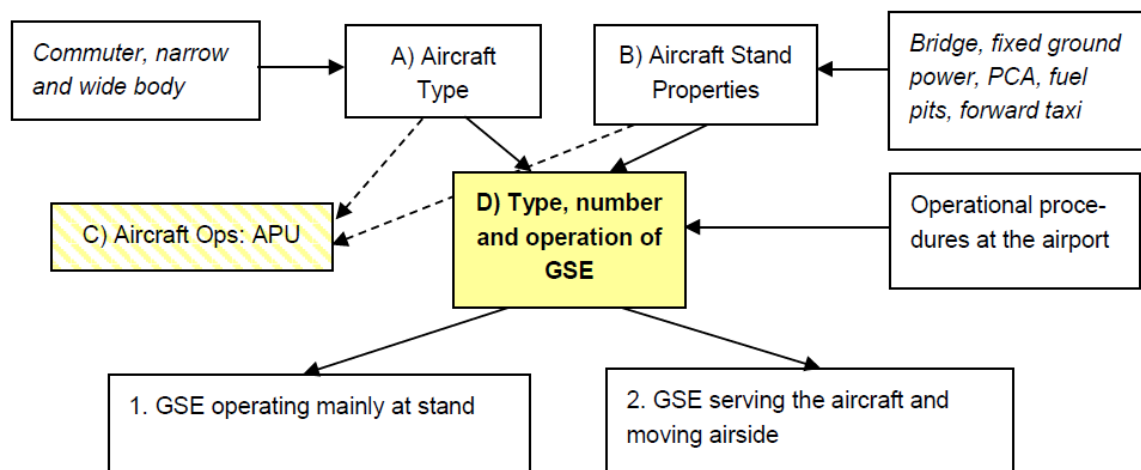 Commuter, narrow
and wide body
A) Aircraft
Type
B) Aircraft Stand
Properties
Bridge, fixed ground
power, PCA, fuel
pits, forward taxi
C) Aircraft Ops: APU
D) Type, number
and operation of
GSE
Operational proce-
dures at the airport
1. GSE operating mainly at stand
2. GSE serving the aircraft and
moving airside